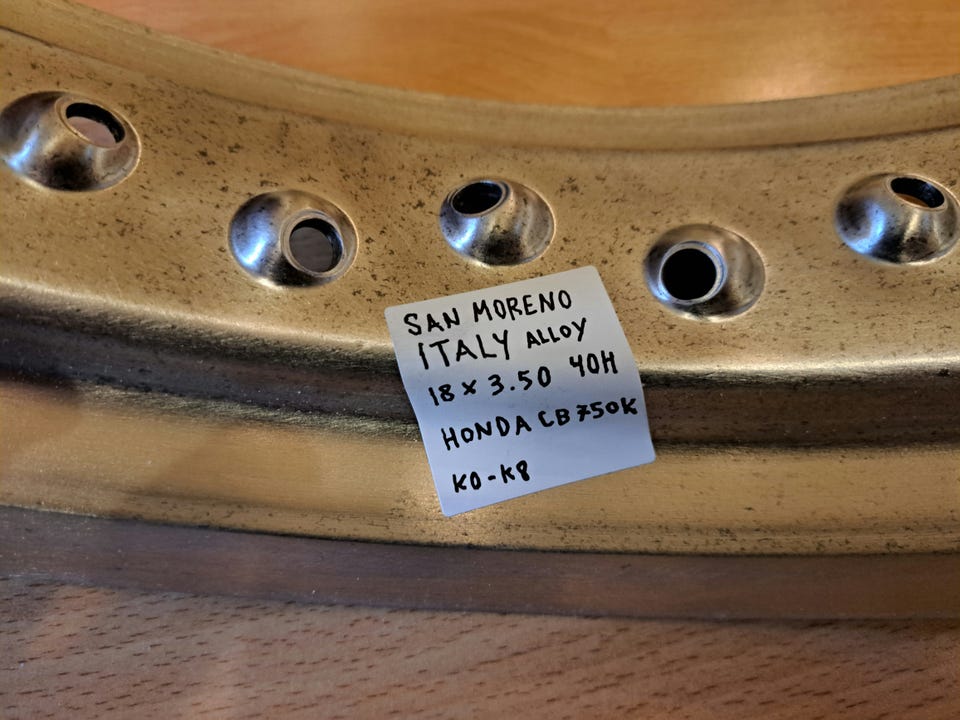 SAN MORENO
ITALY ALLOY
18 x 3.50 40H
HONDA CB750K
K0-K8